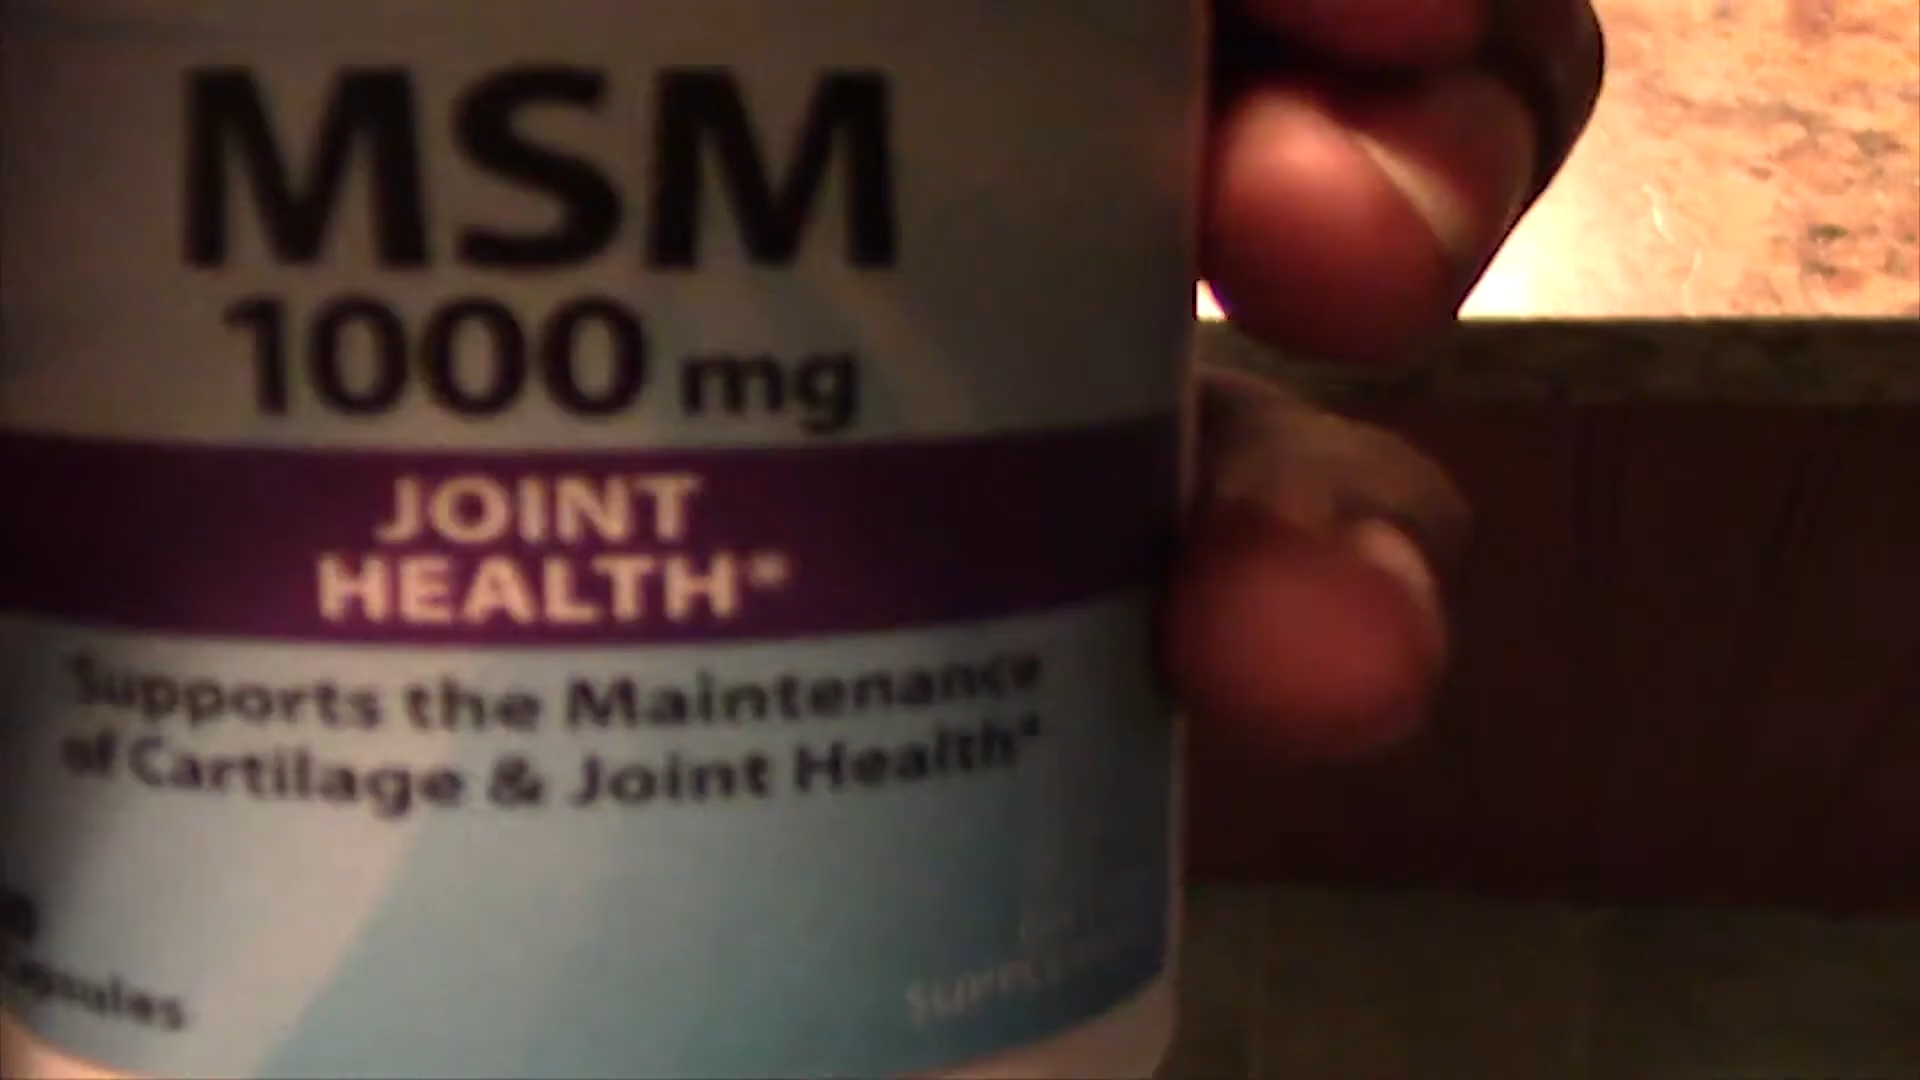 MSM
1000 mg
JOINT
HEALTH*
Supports the Maintenance
of Cartilage & Joint Health*